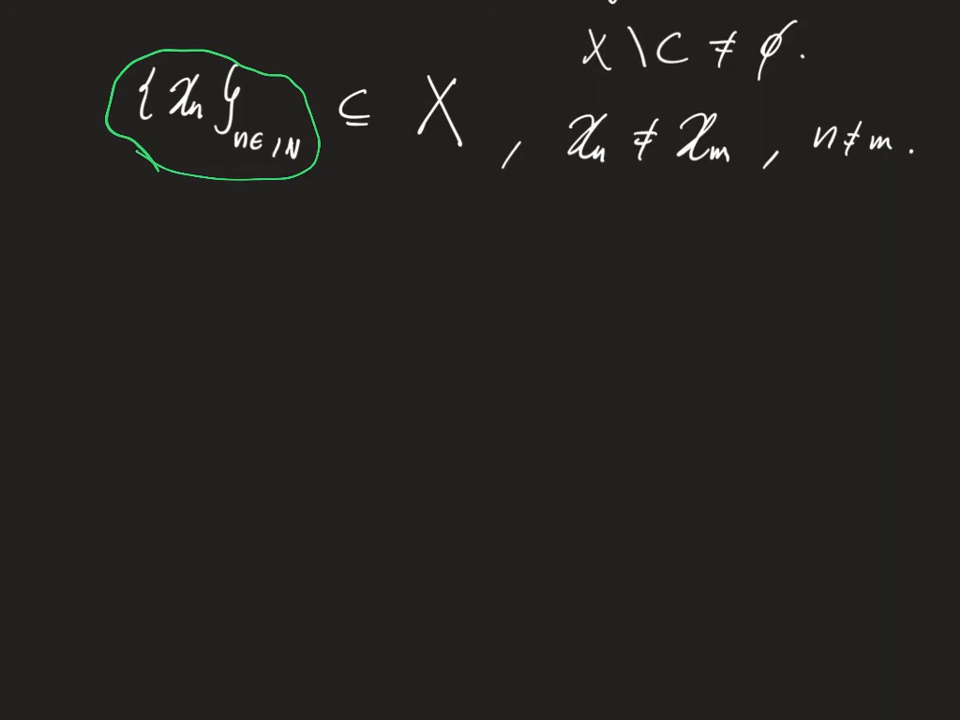 X \ C ≠ ∅.
{xₙ}ₙ∈ℕ ⊆ X , xₙ ≠ xₘ , n ≠ m .